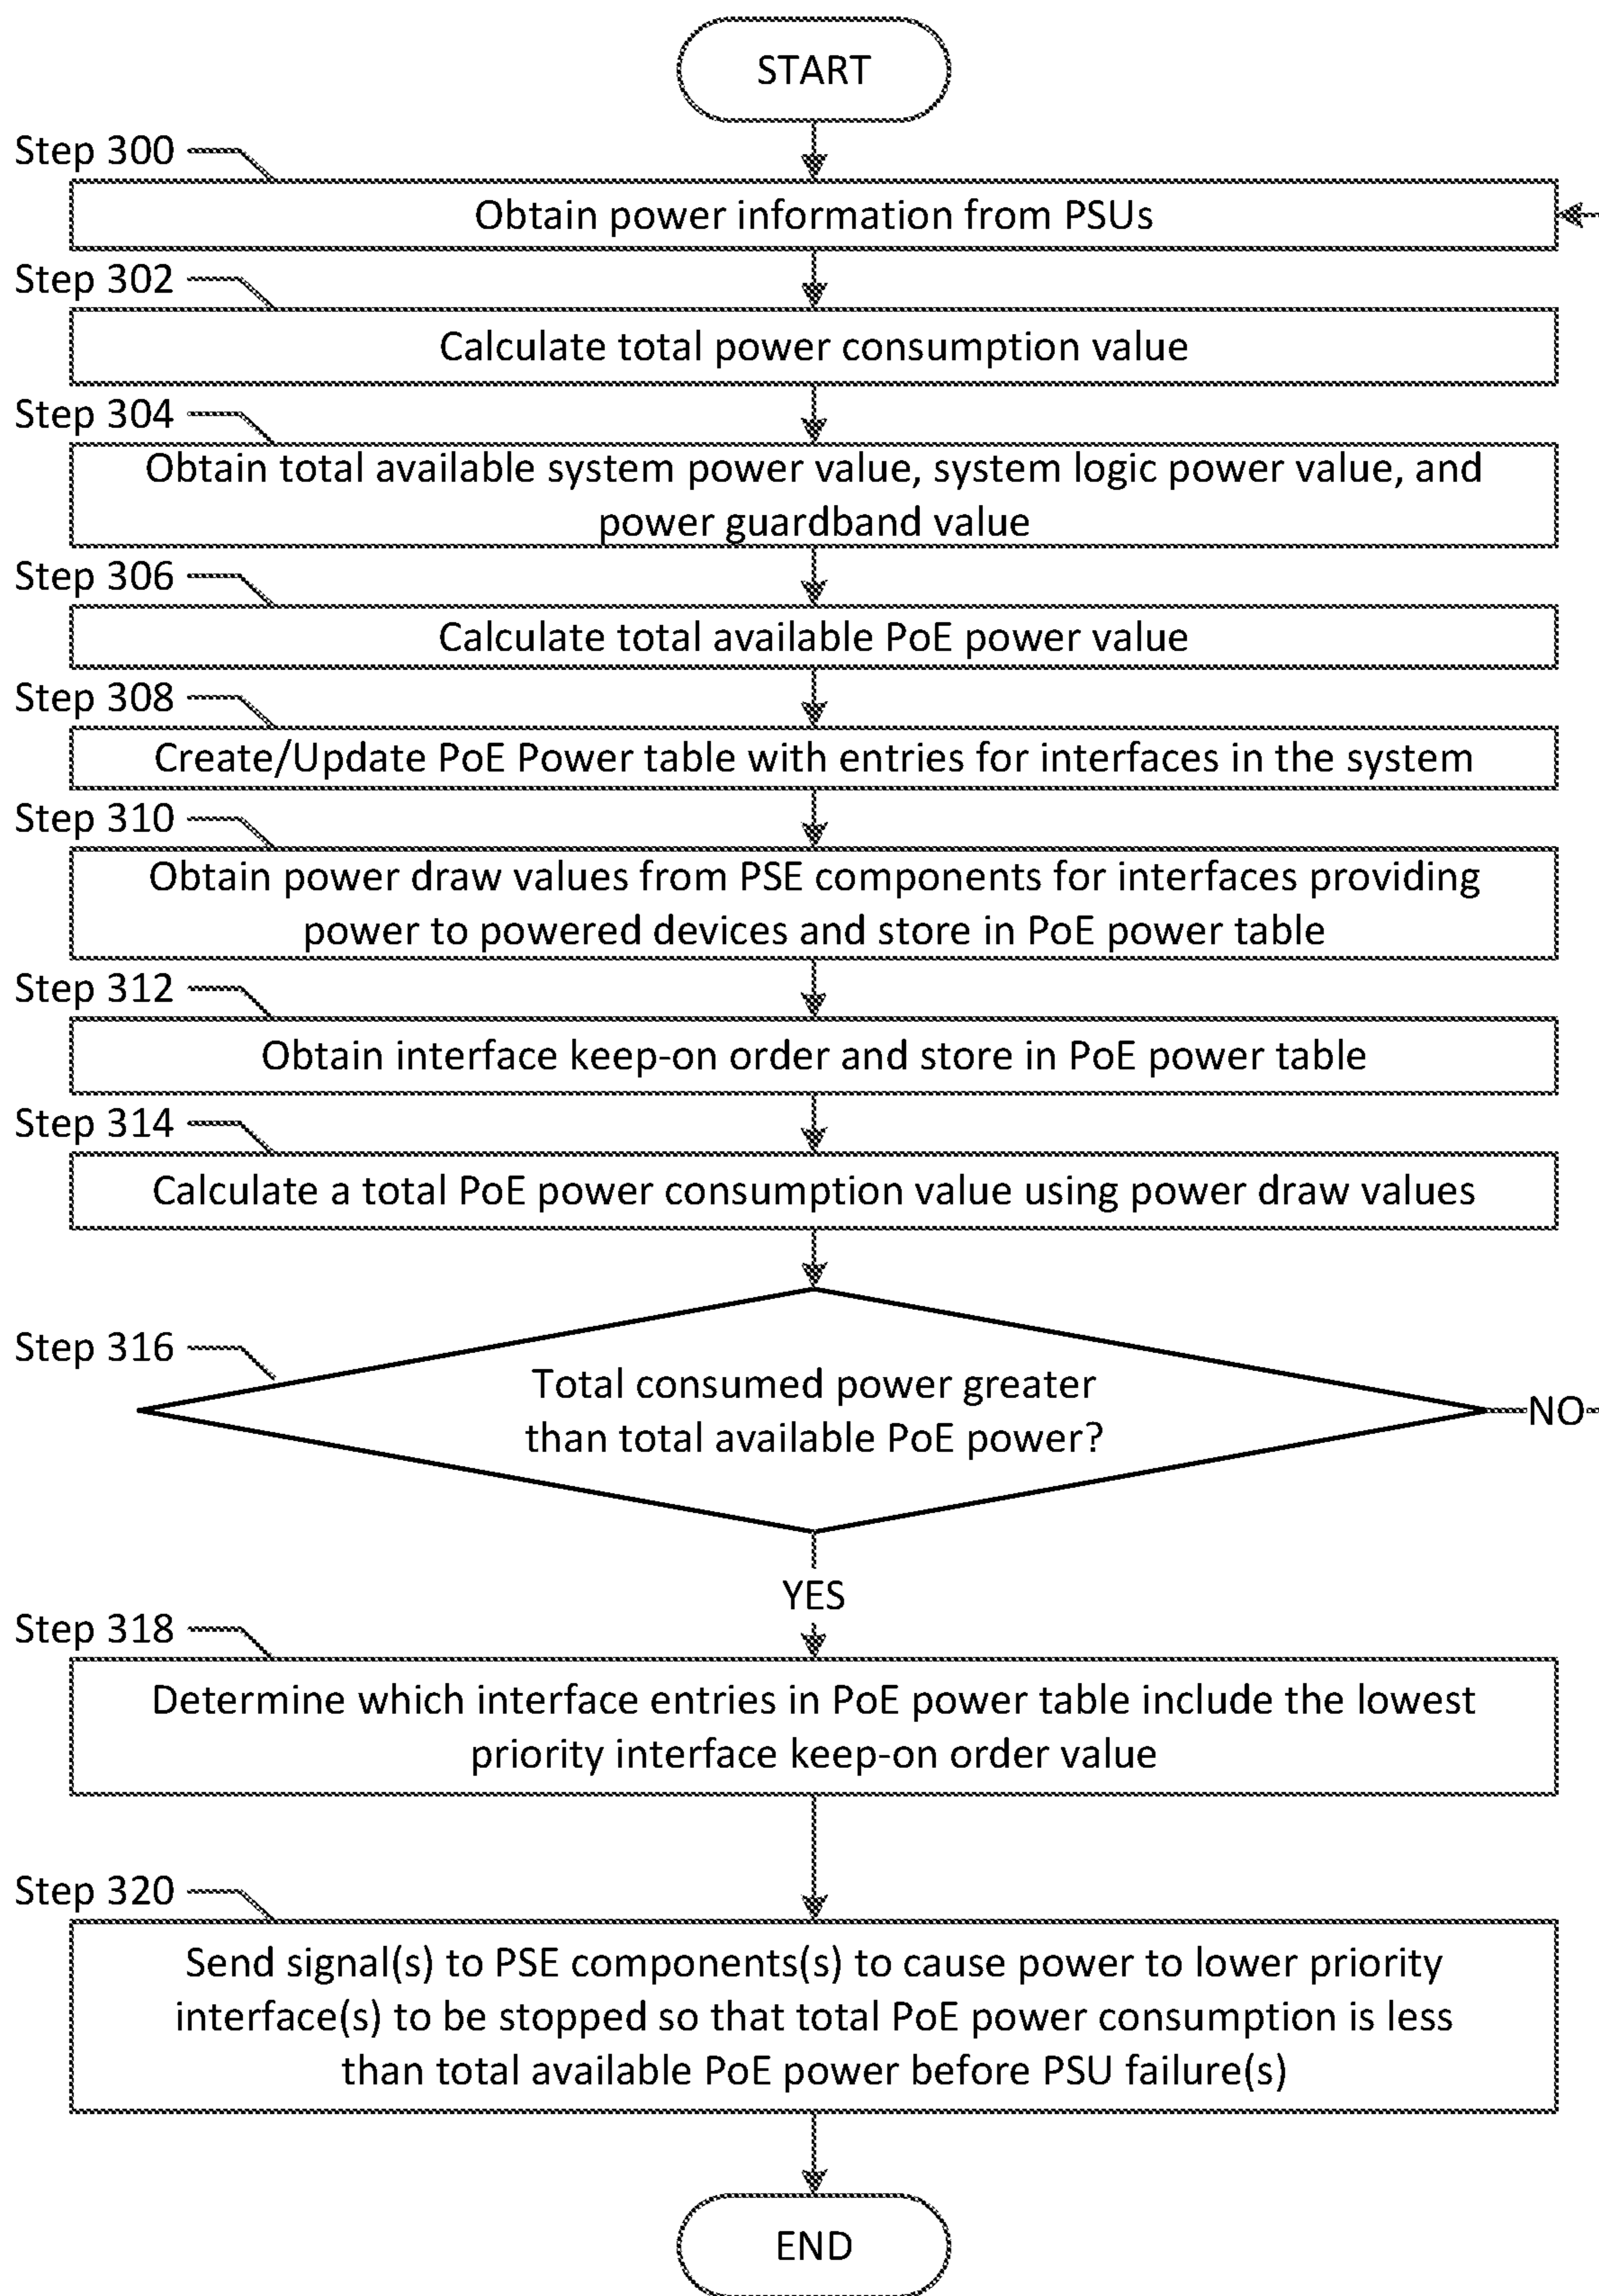 START
Step 300
Obtain power information from PSUs
Step 302
Calculate total power consumption value
Step 304
Obtain total available system power value, system logic power value, and
power guardband value
Step 306
Calculate total available PoE power value
Step 308
Create/Update PoE Power table with entries for interfaces in the system
Step 310
Obtain power draw values from PSE components for interfaces providing
power to powered devices and store in PoE power table
Step 312
Obtain interface keep-on order and store in PoE power table
Step 314
Calculate a total PoE power consumption value using power draw values
Step 316
Total consumed power greater
than total available PoE power?
NO
YES
Step 318
Determine which interface entries in PoE power table include the lowest
priority interface keep-on order value
Step 320
Send signal(s) to PSE components(s) to cause power to lower priority
interface(s) to be stopped so that total PoE power consumption is less
than total available PoE power before PSU failure(s)
END